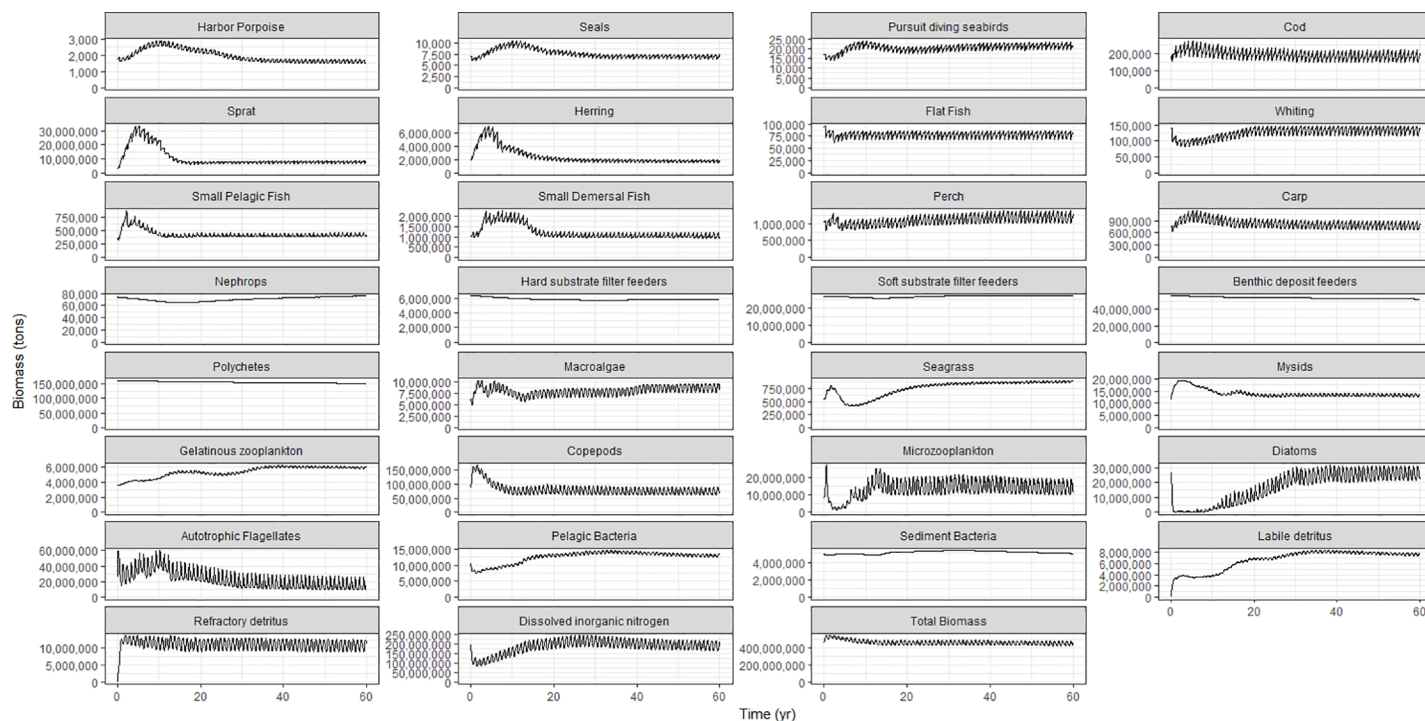 Harbor Porpoise Seals Pursuit diving seabirds Cod
3,000 10,000 25,000 200,000
2,000 7,500 20,000 100,000
1,000 5,000 15,000 0
0 2,500 10,000
0 5,000
0
Sprat Herring Flat Fish Whiting
30,000,000 6,000,000 100,000 150,000
20,000,000 4,000,000 75,000 100,000
10,000,000 2,000,000 50,000 50,000
0 0 25,000 0
0
Small Pelagic Fish Small Demersal Fish Perch Carp
750,000 2,000,000 1,000,000 900,000
500,000 1,500,000 500,000 600,000
250,000 1,000,000 0 300,000
0 500,000 0
0
Nephrops Hard substrate filter feeders Soft substrate filter feeders Benthic deposit feeders
80,000 6,000,000 20,000,000 40,000,000
60,000 4,000,000 10,000,000 20,000,000
40,000 2,000,000 0 0
20,000 0
0
Polychetes Macroalgae Seagrass Mysids
150,000,000 10,000,000 750,000 20,000,000
100,000,000 7,500,000 500,000 15,000,000
50,000,000 5,000,000 250,000 10,000,000
0 2,500,000 0 5,000,000
0 0
Gelatinous zooplankton Copepods Microzooplankton Diatoms
6,000,000 150,000,000 20,000,000 30,000,000
4,000,000 100,000,000 10,000,000 20,000,000
2,000,000 50,000,000 0 10,000,000
0 0 0
Autotrophic Flagellates Pelagic Bacteria Sediment Bacteria Labile detritus
60,000,000 15,000,000 4,000,000 8,000,000
40,000,000 10,000,000 2,000,000 6,000,000
20,000,000 5,000,000 0 4,000,000
0 0 2,000,000
0
0 20 40 60
Refractory detritus Dissolved inorganic nitrogen Total Biomass
10,000,000 250,000,000 400,000,000
5,000,000 200,000,000 200,000,000
0 150,000,000 0
100,000,000
50,000,000
0
0 20 40 60 0 20 40 60 0 20 40 60
Biomass (tons)
Time (yr)